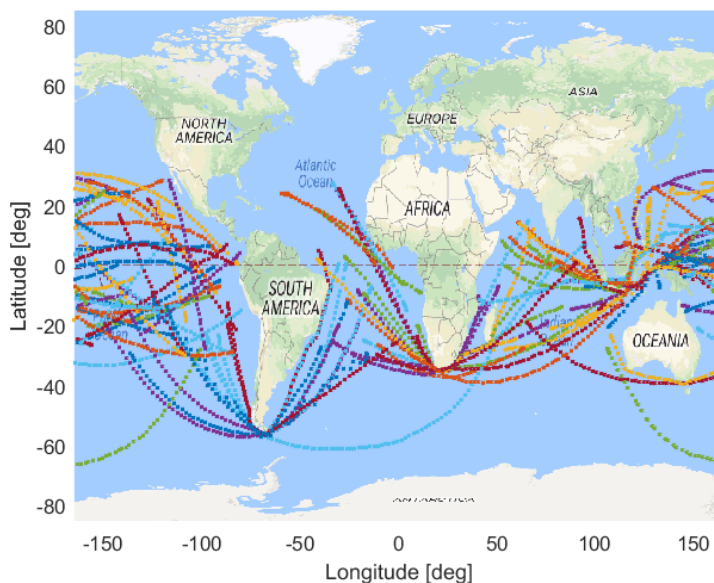 80
60
40
20
0
-20
-40
-60
-80
Latitude [deg]
NORTH
AMERICA
EUROPE
ASIA
Atlantic
Ocean
AFRICA
SOUTH
AMERICA
OCEANIA
-150
-100
-50
0
50
100
150
Longitude [deg]